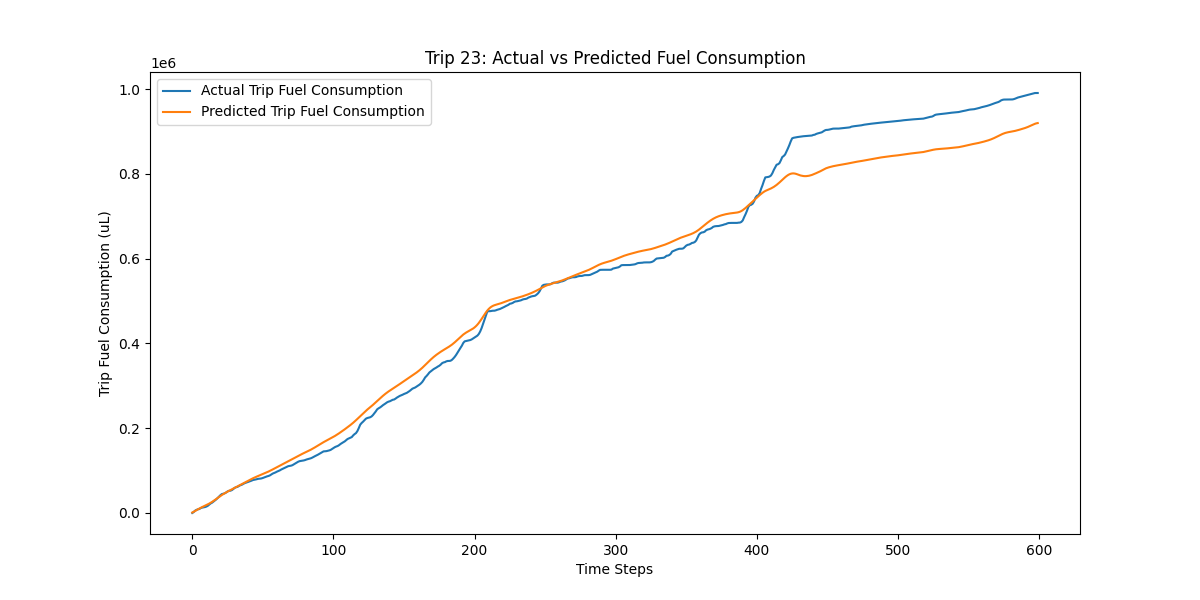 Trip 23: Actual vs Predicted Fuel Consumption
1e6
Actual Trip Fuel Consumption
Predicted Trip Fuel Consumption
Trip Fuel Consumption (uL)
1.0
0.8
0.6
0.4
0.2
0.0
0 100 200 300 400 500 600
Time Steps